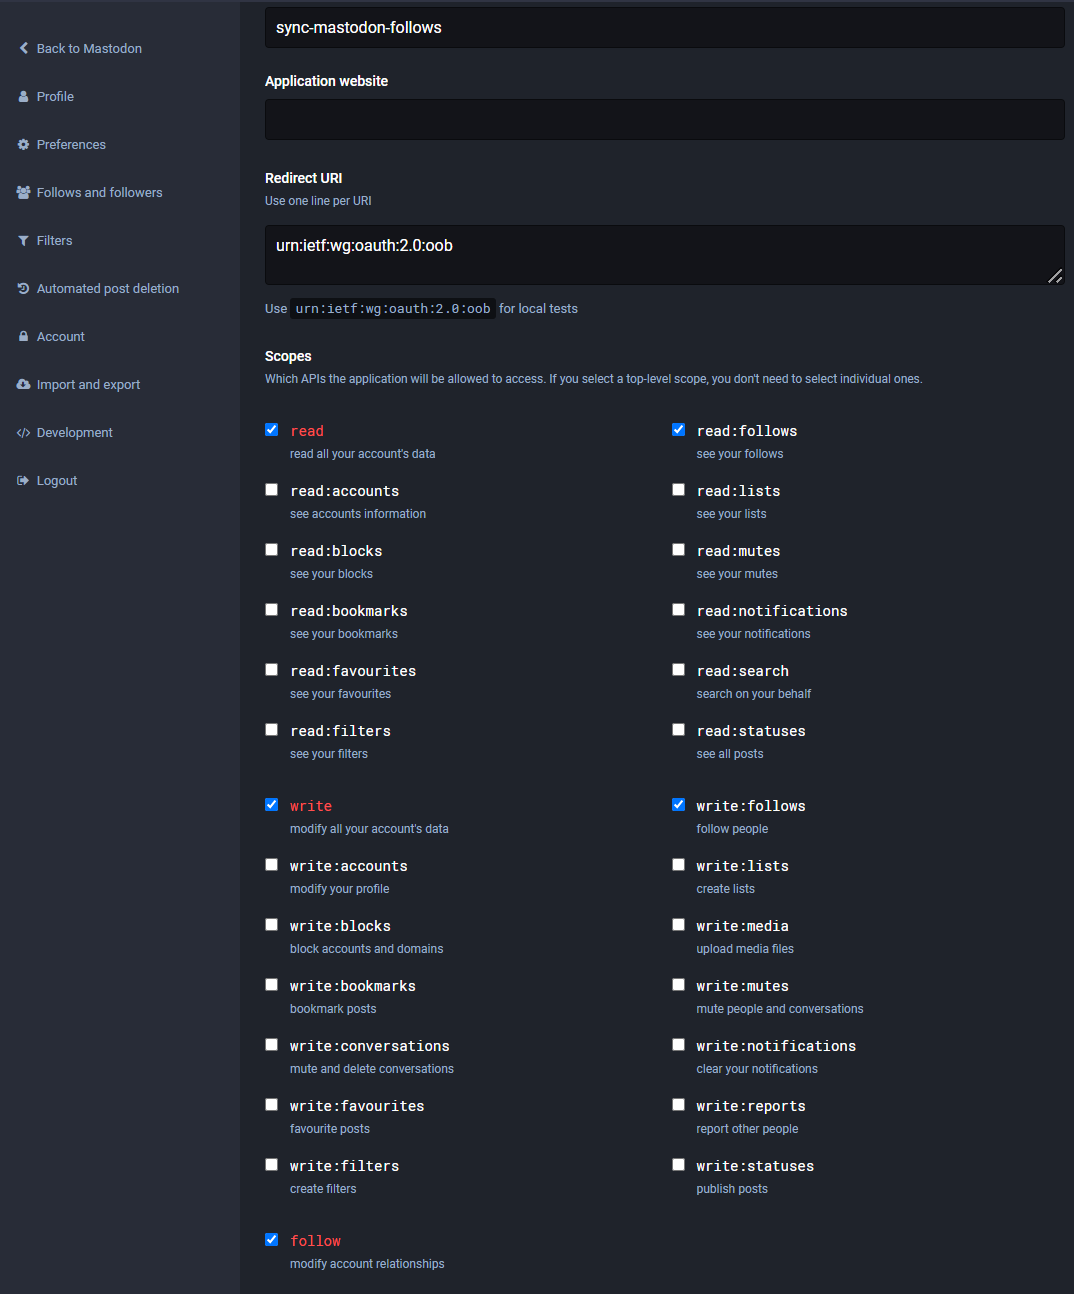 Back to Mastodon
Profile
Preferences
Follows and followers
Filters
Automated post deletion
Account
Import and export
Development
Logout
sync-mastodon-follows
Application website
Redirect URI
Use one line per URI
urn:ietf:wg:oauth:2.0:oob
Use urn:ietf:wg:oauth:2.0:oob for local tests
Scopes
Which APIs the application will be allowed to access. If you select a top-level scope, you don't need to select individual ones.
read
read all your account's data
read:follows
see your follows
read:accounts
see accounts information
read:lists
see your lists
read:blocks
see your blocks
read:mutes
see your mutes
read:bookmarks
see your bookmarks
read:notifications
see your notifications
read:favourites
see your favourites
read:search
search on your behalf
read:filters
see your filters
read:statuses
see all posts
write
modify all your account's data
write:follows
follow people
write:accounts
modify your profile
write:lists
create lists
write:blocks
block accounts and domains
write:media
upload media files
write:bookmarks
bookmark posts
write:mutes
mute people and conversations
write:conversations
mute and delete conversations
write:notifications
clear your notifications
write:favourites
favourite posts
write:reports
report other people
write:filters
create filters
write:statuses
publish posts
follow
modify account relationships